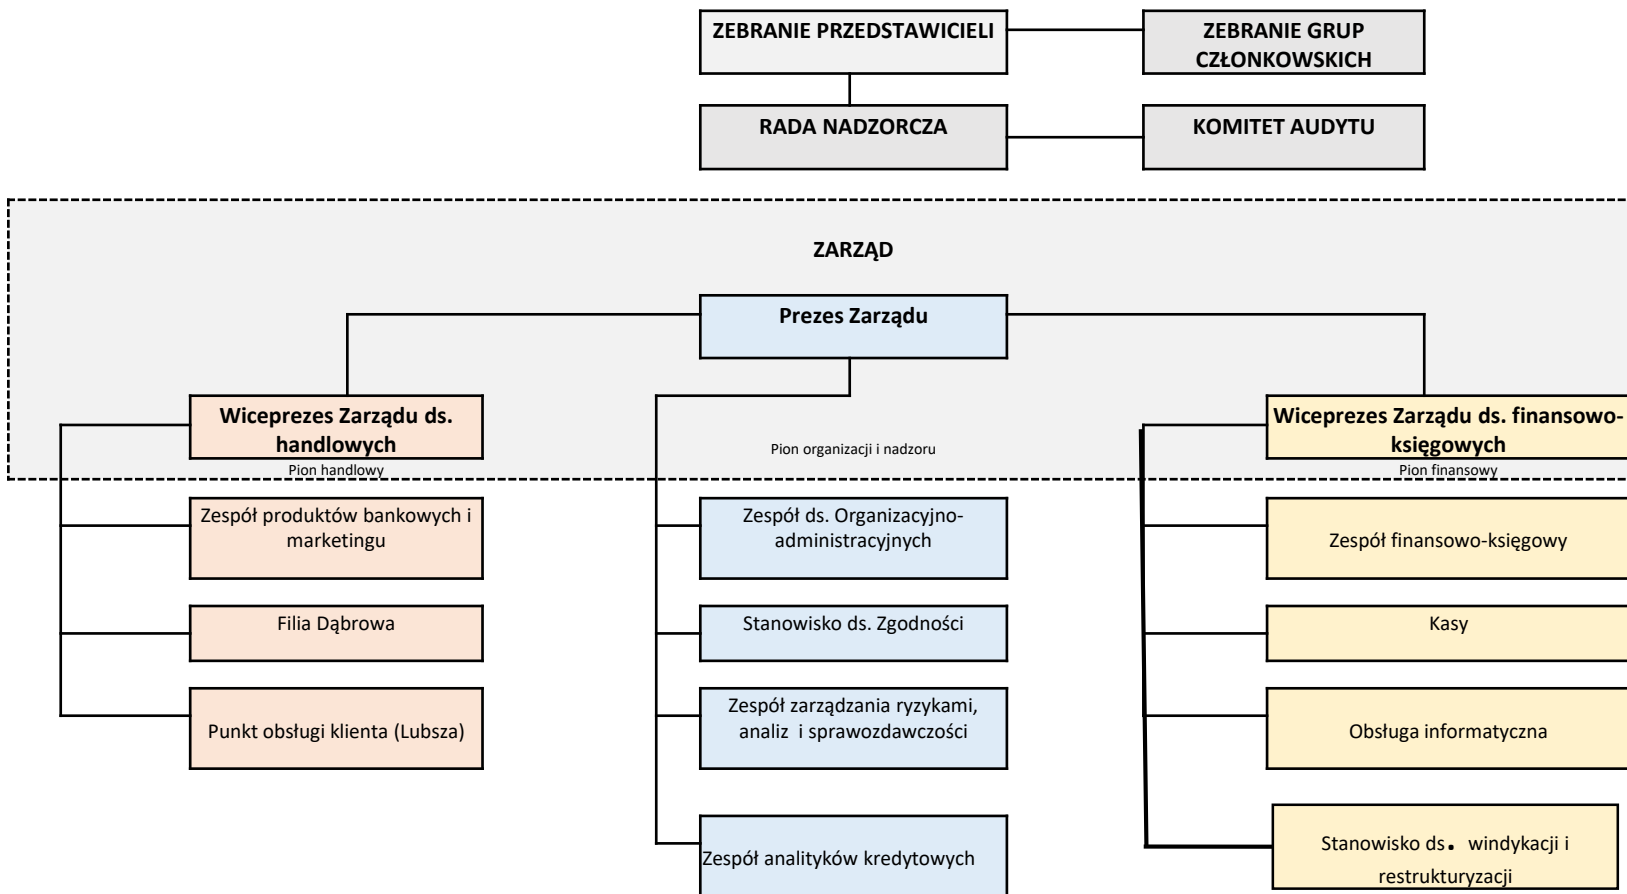 ZEBRANIE PRZEDSTAWICIELI
ZEBRANIE GRUP
CZŁONKOWSKICH
RADA NADZORCZA
KOMITET AUDYTU
ZARZĄD
Prezes Zarządu
Wiceprezes Zarządu ds.
handlowych
Pion handlowy
Pion organizacji i nadzoru
Wiceprezes Zarządu ds. finansowo-
księgowych
Pion finansowy
Zespół produktów bankowych i
marketingu
Zespół ds. Organizacyjno-
administracyjnych
Zespół finansowo-księgowy
Filia Dąbrowa
Stanowisko ds. Zgodności
Kasy
Punkt obsługi klienta (Lubsza)
Zespół zarządzania ryzykami,
analiz i sprawozdawczości
Obsługa informatyczna
Zespół analityków kredytowych
Stanowisko ds. windykacji i
restrukturyzacji